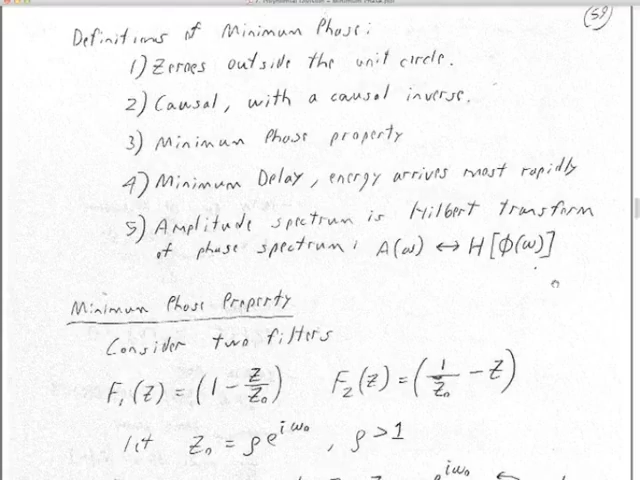 (58)
Definitions of Minimum Phase:
1) Zeroes outside the unit circle.
2) Causal, with a causal inverse.
3) Minimum Phase property
4) Minimum Delay, energy arrives most rapidly
5) Amplitude spectrum is Hilbert transform
of phase spectrum: A(ω) ↔ H[Φ(ω)]
Minimum Phase Property
Consider two filters
F₁(Z) = (1 - Z/Z₀)   F₂(Z) = (1/Z₀ - Z)
let Z₀ = ρe^{iω₀}, ρ > 1